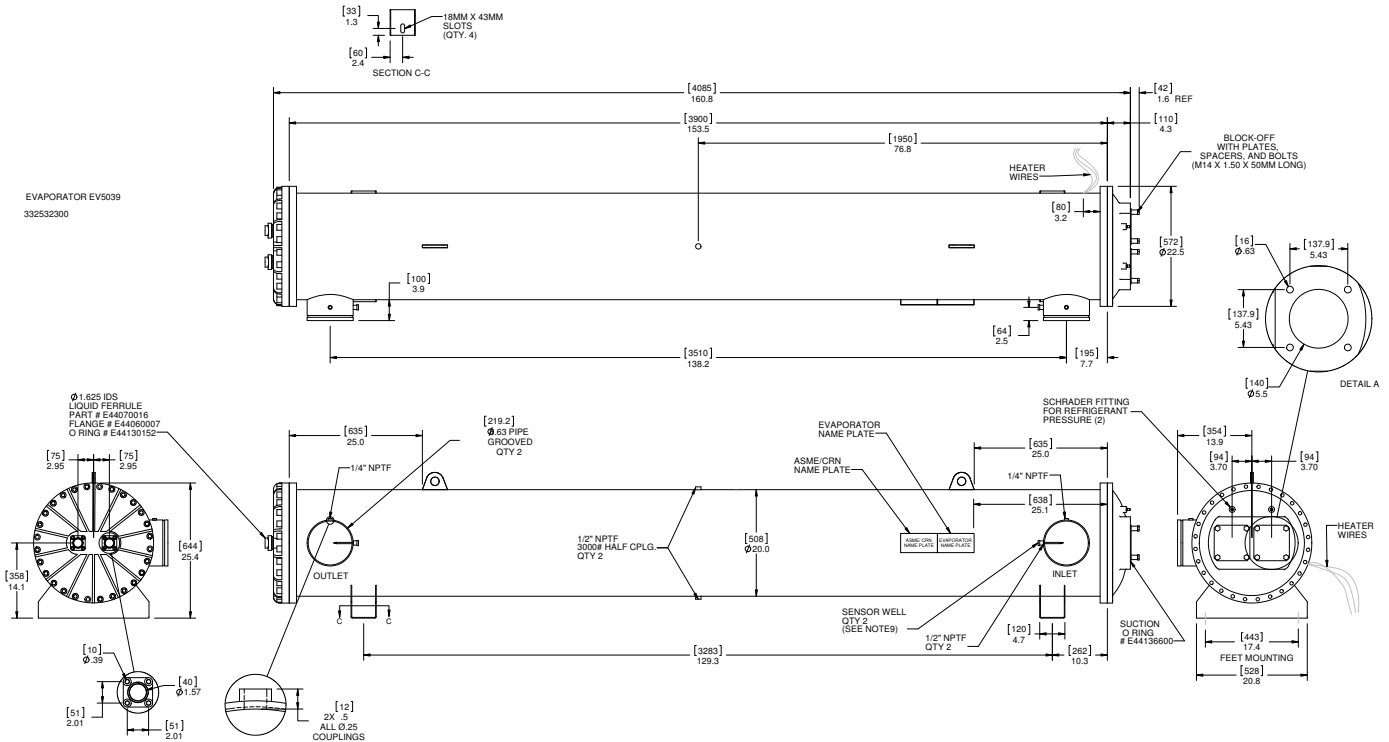 [33]
1.3
18MM X 43MM
SLOTS
(QTY. 4)
[60]
2.4
SECTION C-C
[4085]
160.8
[42]
1.6 REF
[3900]
153.5
[110]
4.3
[1950]
76.8
BLOCK-OFF
WITH PLATES,
SPACERS, AND BOLTS
(M14 X 1.50 X 50MM LONG)
HEATER
WIRES
EVAPORATOR EV5039
332532300
[80]
3.2
[572]
Ø22.5
[16]
Ø.63
[137.9]
5.43
[100]
3.9
[137.9]
5.43
[64]
2.5
[3510]
138.2
[195]
7.7
[140]
Ø5.5
DETAIL A
Ø1.625 IDS
LIQUID FERRULE
PART # E44070016
FLANGE # E44060007
O RING # E44130152
[219.2]
Ø.63 PIPE
GROOVED
QTY 2
[635]
25.0
EVAPORATOR
NAME PLATE
SCHRADER FITTING
FOR REFRIGERANT
PRESSURE (2)
[354]
13.9
[635]
25.0
[75]
2.95
[75]
2.95
1/4" NPTF
ASME/CRN
NAME PLATE
1/4" NPTF
[94]
3.70
[94]
3.70
[638]
25.1
[644]
25.4
[358]
14.1
1/2" NPTF
3000# HALF CPLG.
QTY 2
[508]
Ø20.0
ASME/ CRN
NAME PLATE
EVAPORATOR
NAME PLATE
HEATER
WIRES
OUTLET
INLET
C
C
SENSOR WELL
QTY 2
(SEE NOTE9)
1/2" NPTF
QTY 2
[120]
4.7
SUCTION
O RING
# E44136600
[443]
17.4
FEET MOUNTING
[528]
20.8
[3283]
129.3
[262]
10.3
[10]
Ø.39
[40]
Ø1.57
[51]
2.01
[51]
2.01
[12]
2X .5
ALL Ø.25
COUPLINGS